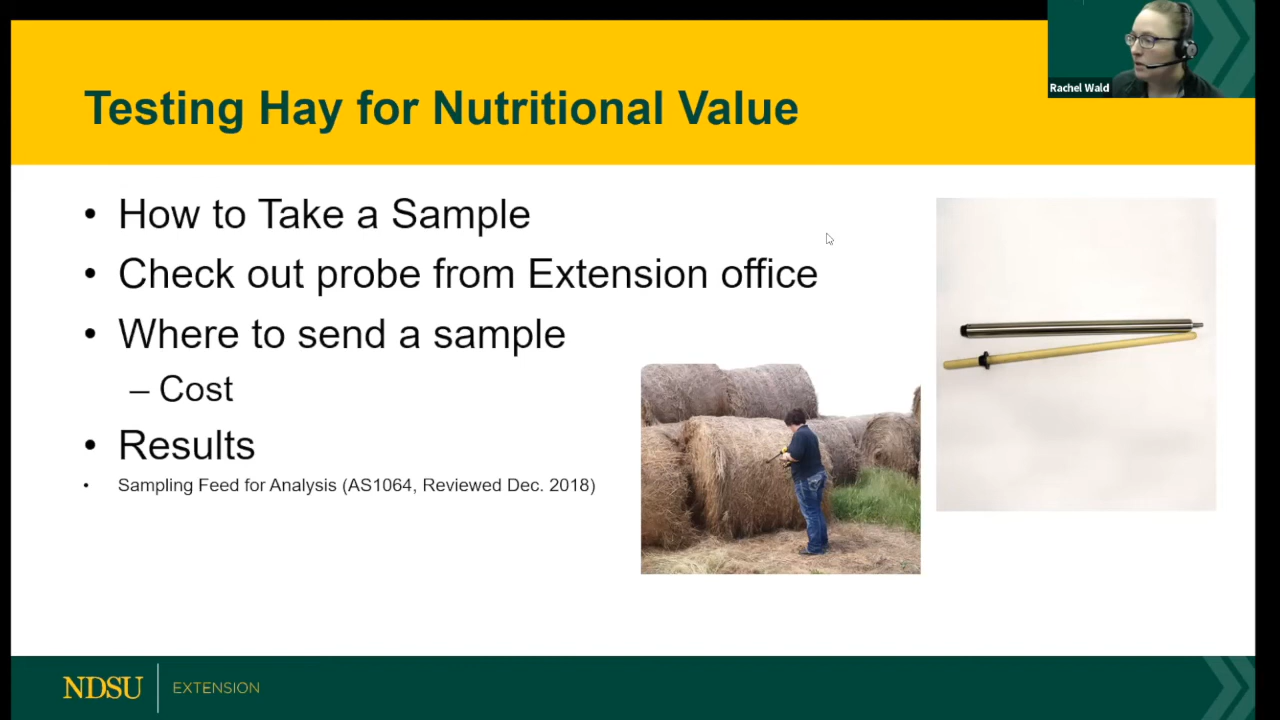 Rachel Wald
Testing Hay for Nutritional Value
• How to Take a Sample
• Check out probe from Extension office
• Where to send a sample
– Cost
• Results
• Sampling Feed for Analysis (AS1064, Reviewed Dec. 2018)
NDSU EXTENSION